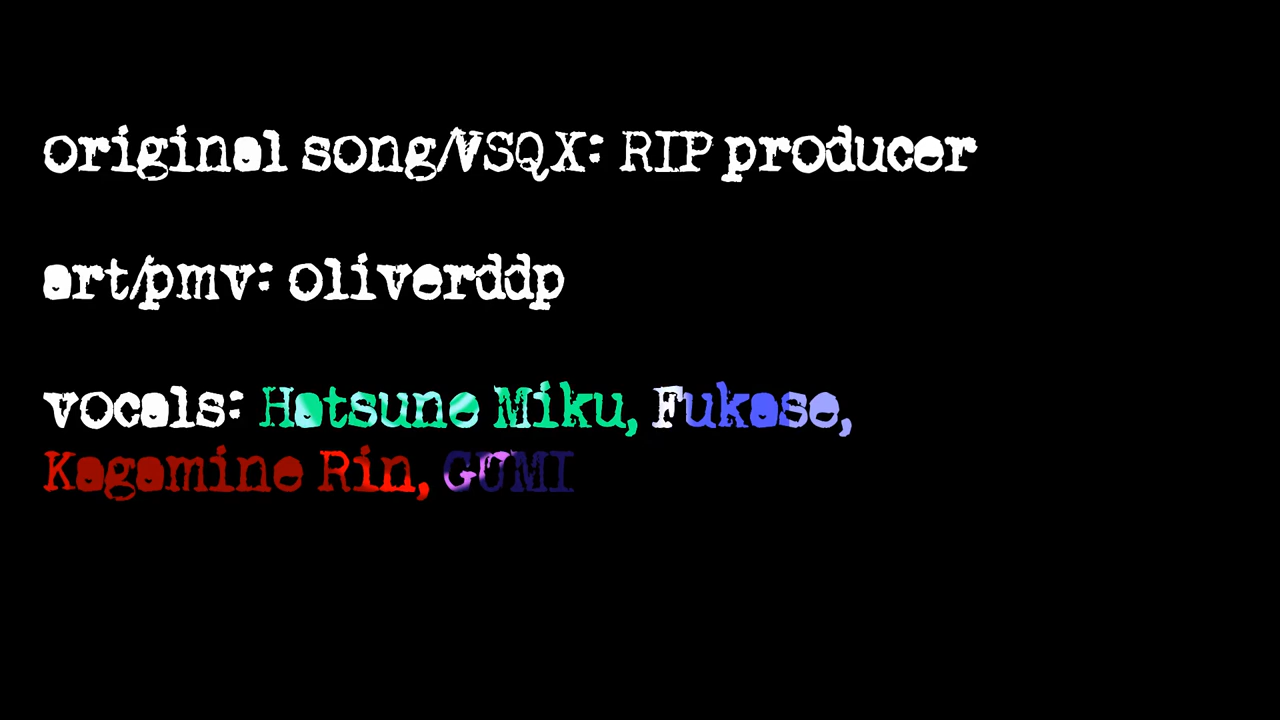 original song/VSQX: RIP producer
art/pmv: oliverddp
vocals: Hatsune Miku, Fukase,
Kagamine Rin, GUMI